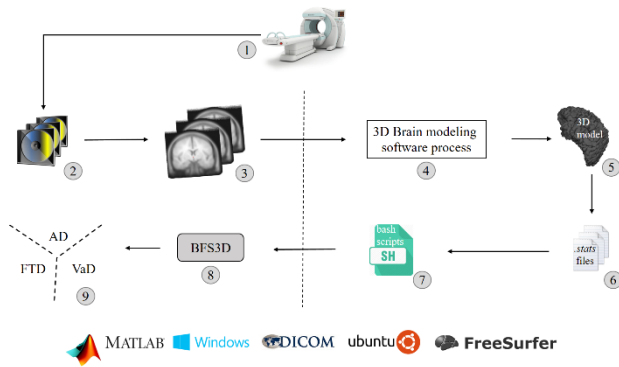 1
2
3
3D Brain modeling
software process
4
3D
model
5
.stats
files
6
bash
scripts
SH
7
BFS3D
8
AD
FTD
VaD
9
MATLAB
Windows
DICOM
ubuntu
FreeSurfer